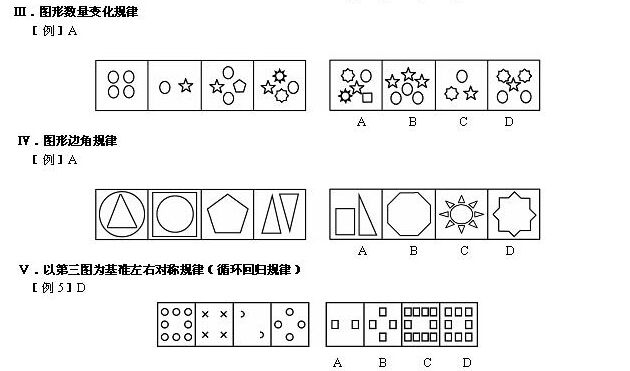 Ⅲ．图形数量变化规律
［ 例 ］A
A B C D
Ⅳ．图形边角规律
［ 例 ］A
A B C D
Ⅴ．以第三图为基准左右对称规律（循环回归规律）
［ 例 5］D
A B C D